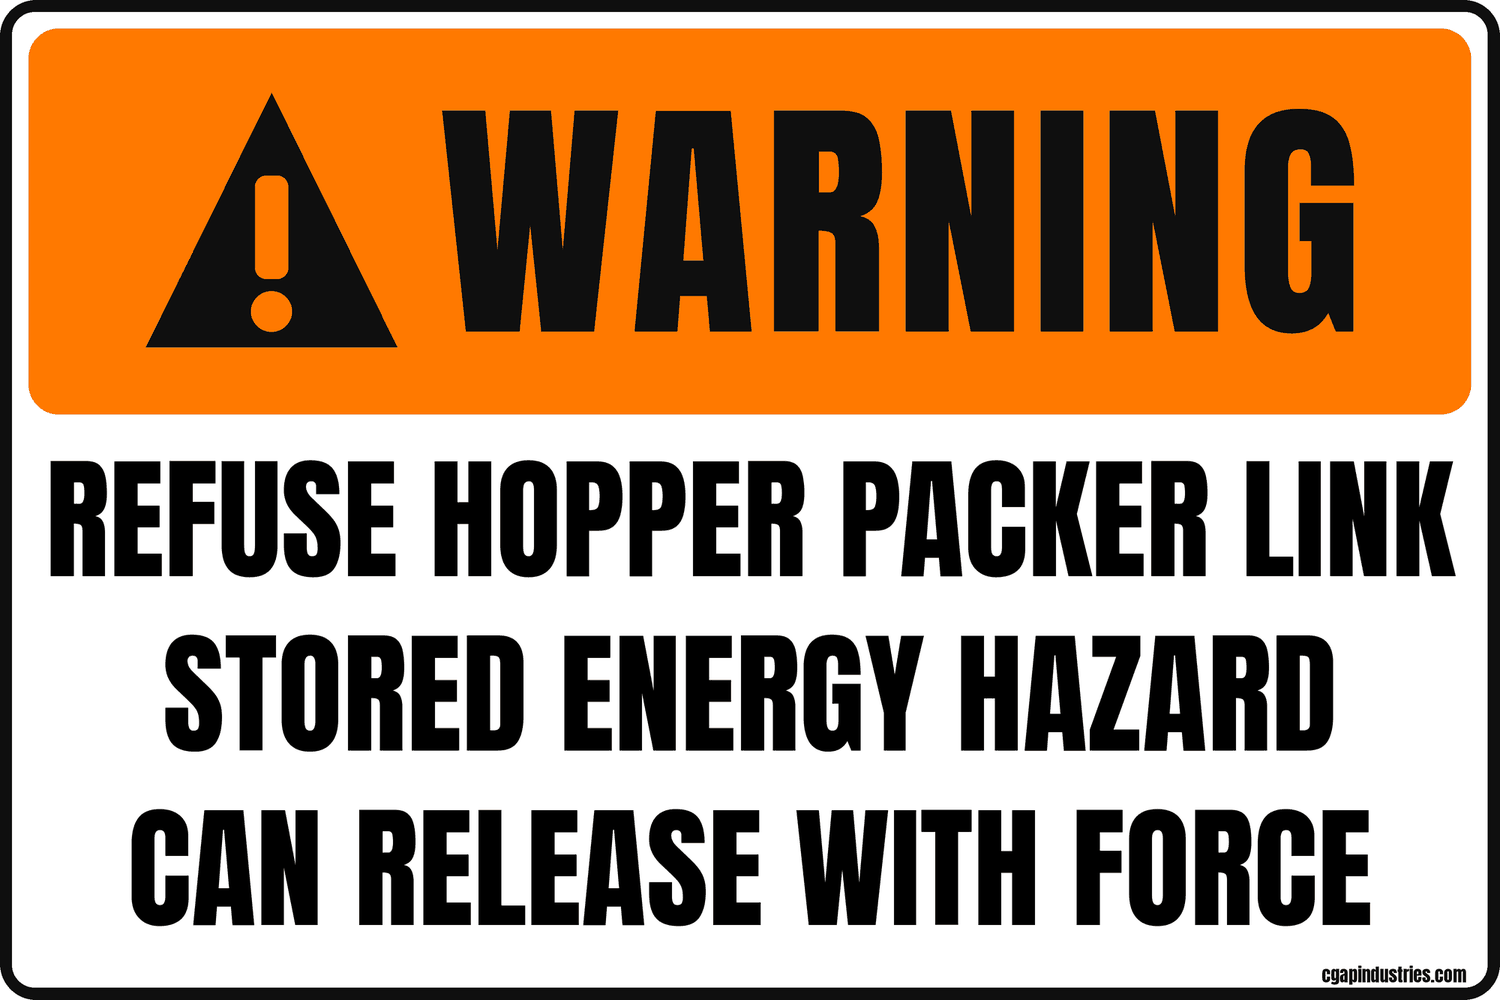 WARNING
REFUSE HOPPER PACKER LINK
STORED ENERGY HAZARD
CAN RELEASE WITH FORCE
cgapindustries.com